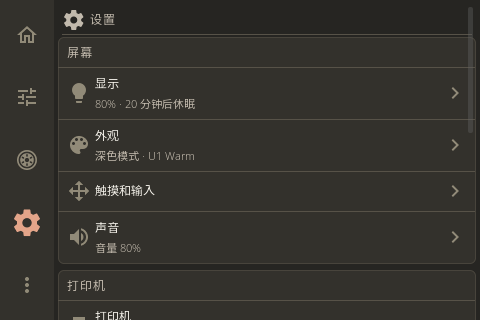 设置
屏幕
显示
80% · 20 分钟后休眠
外观
深色模式 · U1 Warm
触摸和输入
声音
音量 80%
打印机
打印机